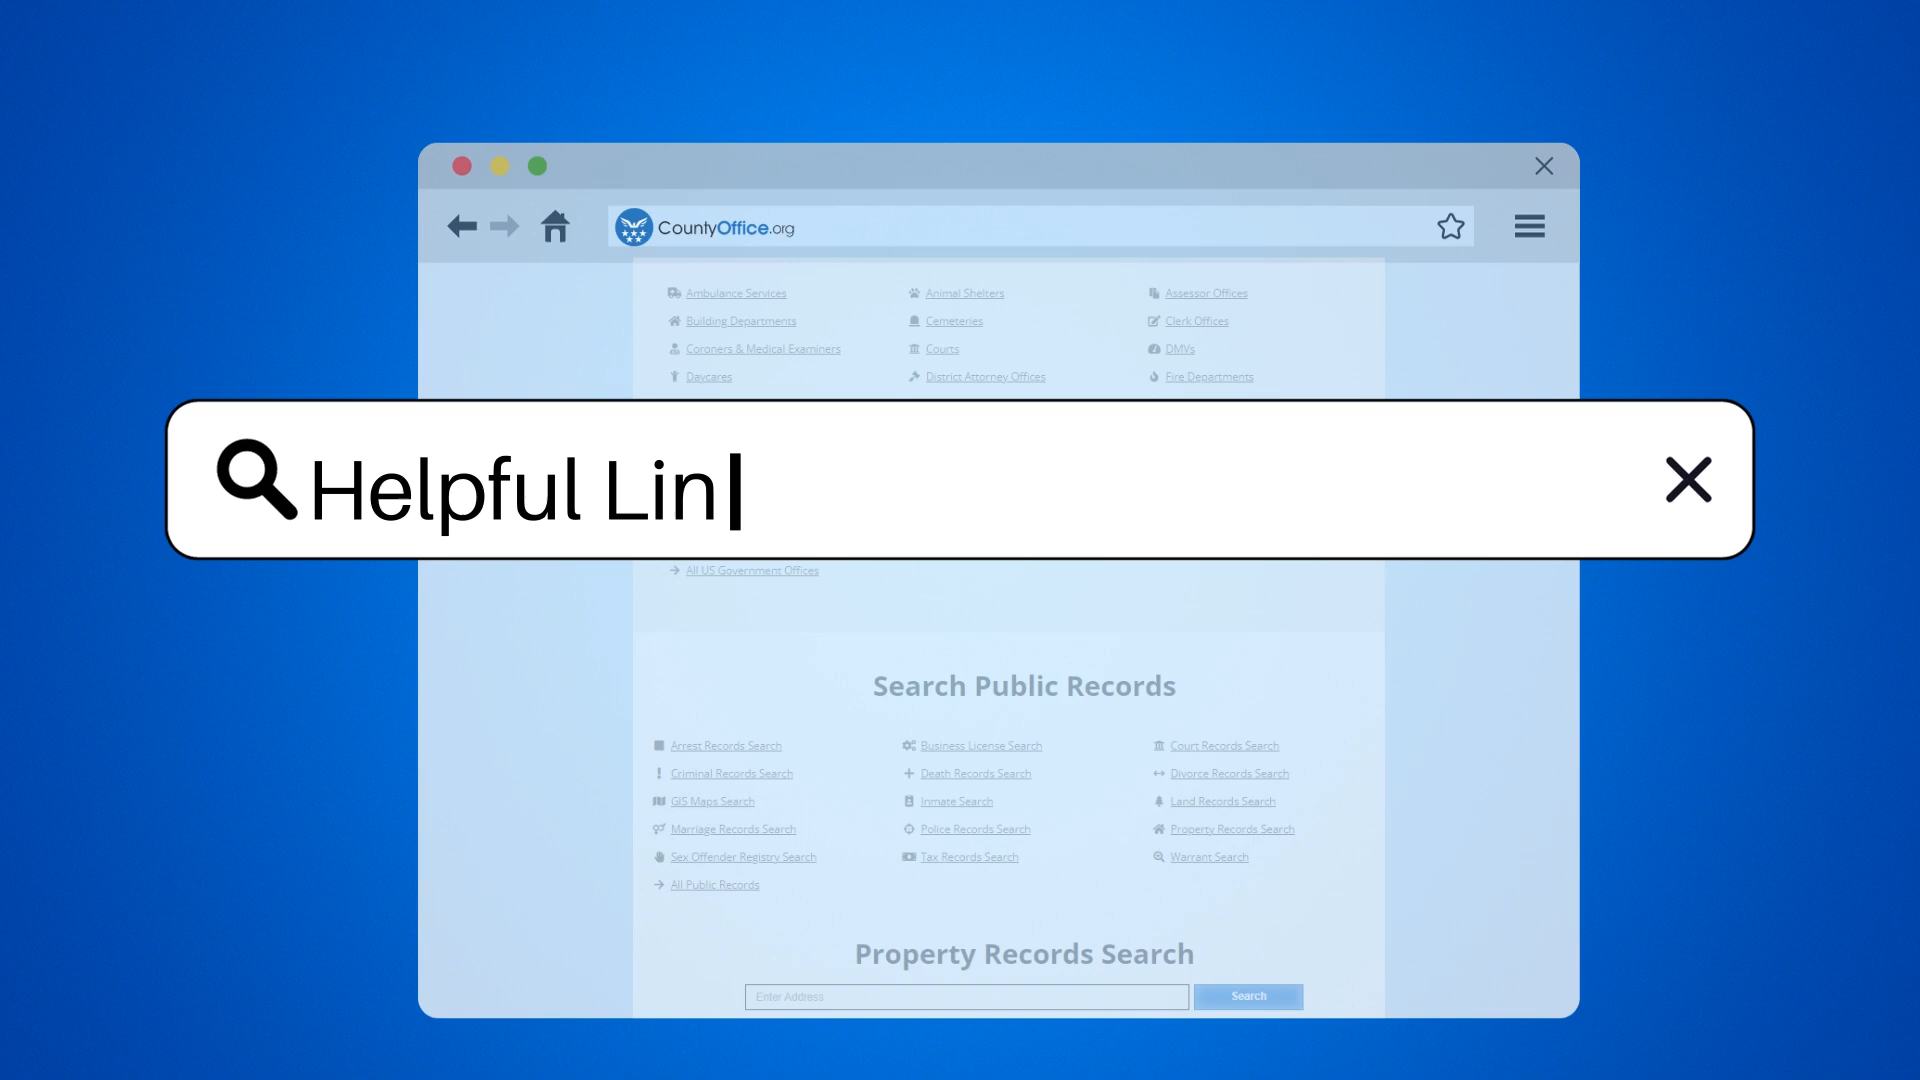 CountyOffice.org
Ambulance Services Animal Shelters Assessor Offices
Building Departments Cemeteries Clerk Offices
Coroners & Medical Examiners Courts DMVs
Daycares District Attorney Offices Fire Departments
Helpful Lin
All US Government Offices
Search Public Records
Arrest Records Search Business License Search Court Records Search
Criminal Records Search Death Records Search Divorce Records Search
GIS Maps Search Inmate Search Land Records Search
Marriage Records Search Police Records Search Property Records Search
Sex Offender Registry Search Tax Records Search Warrant Search
All Public Records
Property Records Search
Enter Address Search